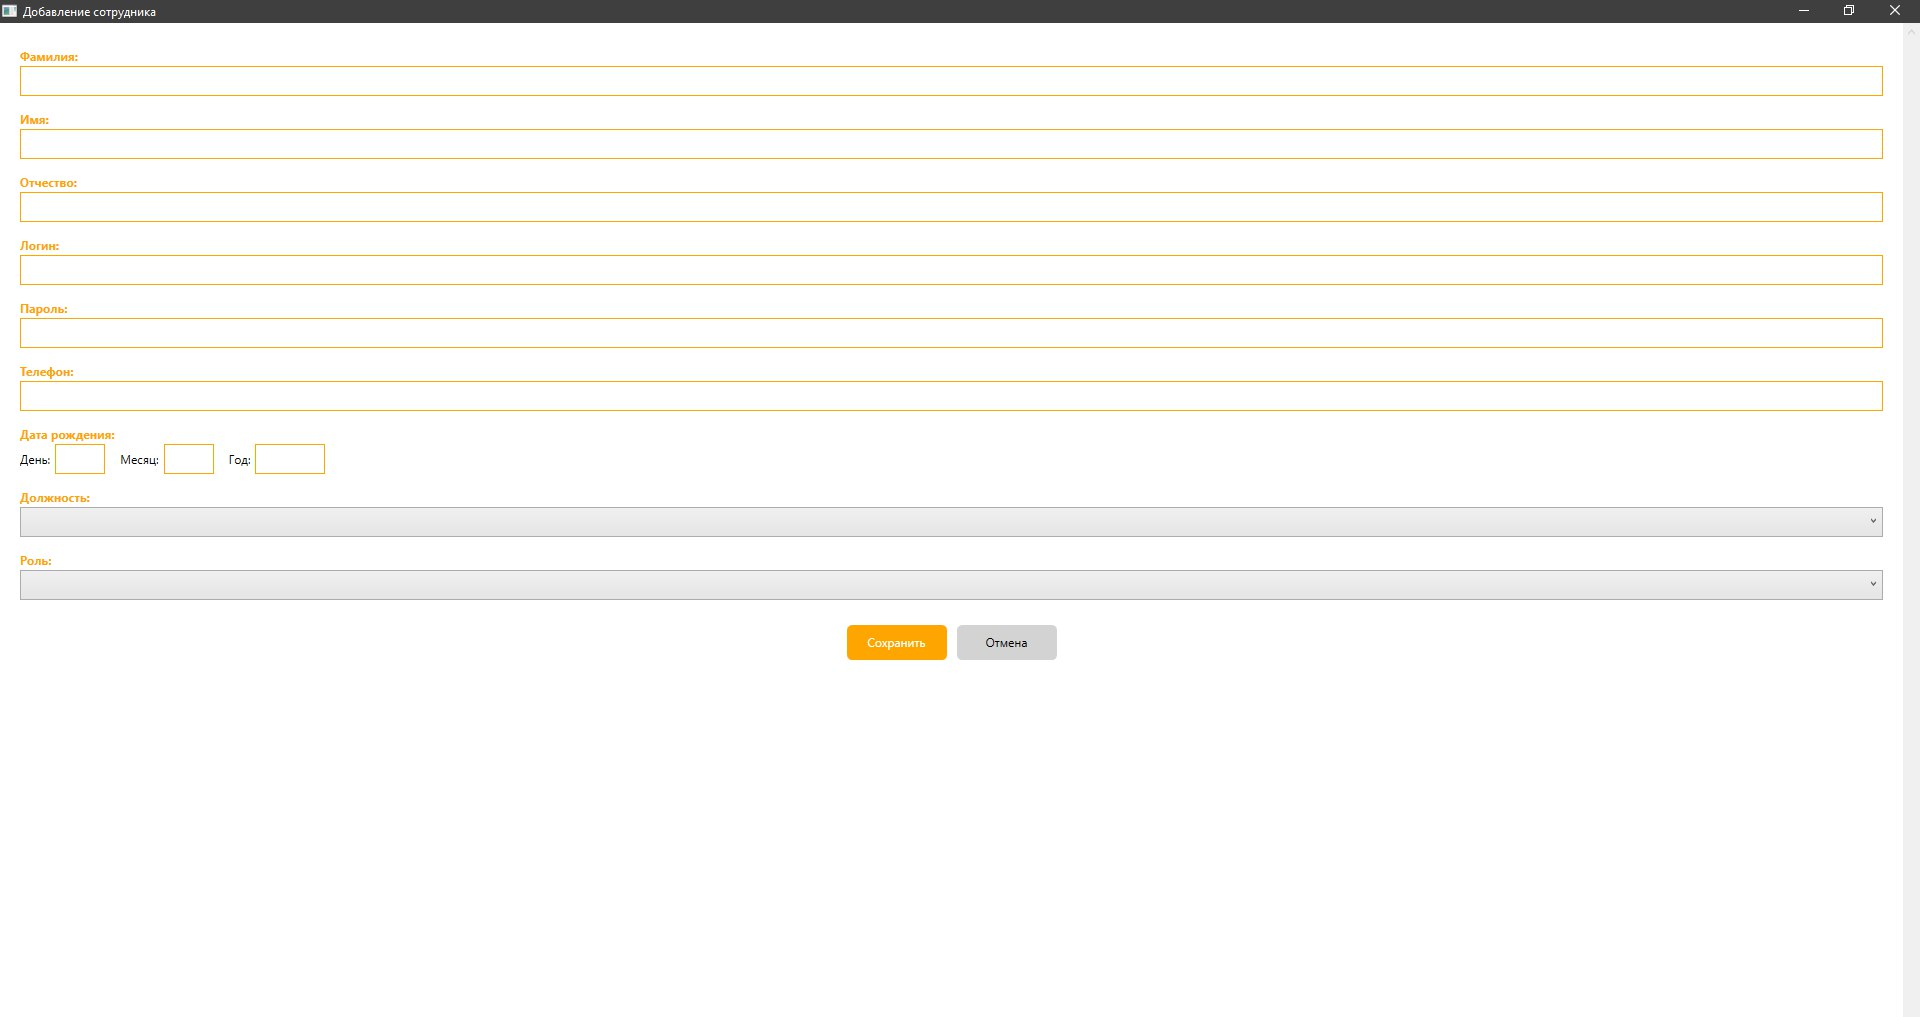 Добавление сотрудника
Фамилия:
Имя:
Отчество:
Логин:
Пароль:
Телефон:
Дата рождения:
День: Месяц: Год:
Должность:
Роль:
Сохранить Отмена